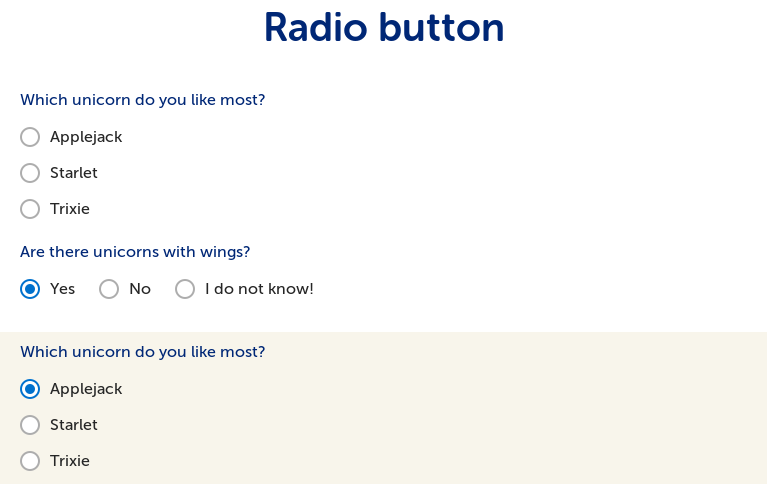 Radio button
Which unicorn do you like most?
Applejack
Starlet
Trixie
Are there unicorns with wings?
Yes No I do not know!
Which unicorn do you like most?
Applejack
Starlet
Trixie